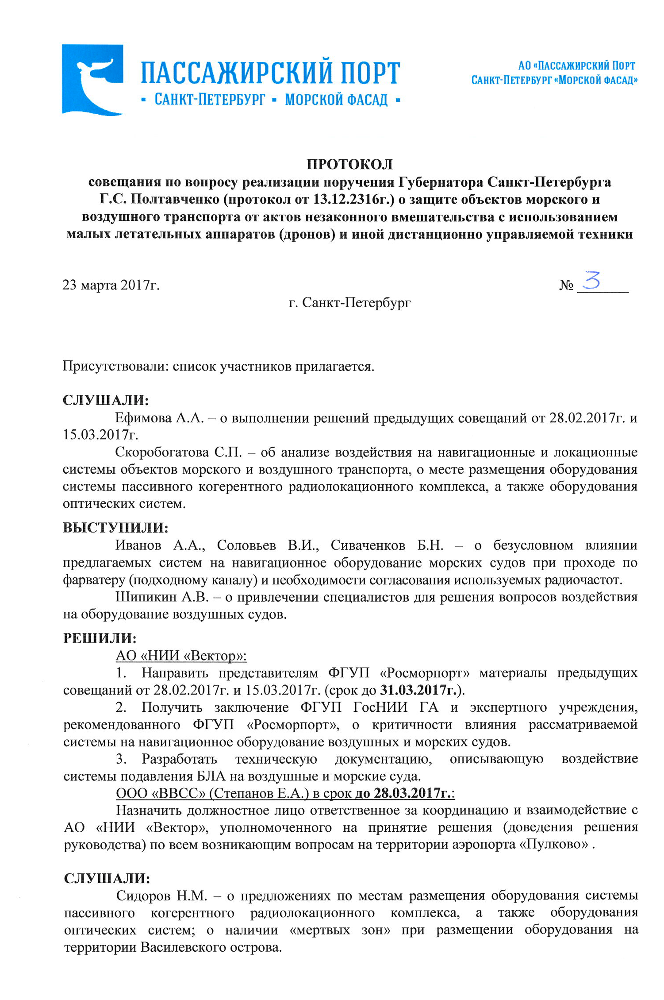 ПАССАЖИРСКИЙ ПОРТ
▪ САНКТ-ПЕТЕРБУРГ ▪ МОРСКОЙ ФАСАД ▪
АО «ПАССАЖИРСКИЙ ПОРТ
САНКТ-ПЕТЕРБУРГ «МОРСКОЙ ФАСАД»
ПРОТОКОЛ
совещания по вопросу реализации поручения Губернатора Санкт-Петербурга
Г.С. Полтавченко (протокол от 13.12.2316г.) о защите объектов морского и
воздушного транспорта от актов незаконного вмешательства с использованием
малых летательных аппаратов (дронов) и иной дистанционно управляемой техники
23 марта 2017г. № 3
г. Санкт-Петербург
Присутствовали: список участников прилагается.
СЛУШАЛИ:
Ефимова А.А. – о выполнении решений предыдущих совещаний от 28.02.2017г. и
15.03.2017г.
Скоробогатова С.П. – об анализе воздействия на навигационные и локационные
системы объектов морского и воздушного транспорта, о месте размещения оборудования
системы пассивного когерентного радиолокационного комплекса, а также оборудования
оптических систем.
ВЫСТУПИЛИ:
Иванов А.А., Соловьев В.И., Сиваченков Б.Н. – о безусловном влиянии
предлагаемых систем на навигационное оборудование морских судов при проходе по
фарватеру (подходному каналу) и необходимости согласования используемых радиочастот.
Шипикин А.В. – о привлечении специалистов для решения вопросов воздействия
на оборудование воздушных судов.
РЕШИЛИ:
АО «НИИ «Вектор»:
1. Направить представителям ФГУП «Росморпорт» материалы предыдущих
совещаний от 28.02.2017г. и 15.03.2017г. (срок до 31.03.2017г.).
2. Получить заключение ФГУП ГосНИИ ГА и экспертного учреждения,
рекомендованного ФГУП «Росморпорт», о критичности влияния рассматриваемой
системы на навигационное оборудование воздушных и морских судов.
3. Разработать техническую документацию, описывающую воздействие
системы подавления БЛА на воздушные и морские суда.
ООО «ВВСС» (Степанов Е.А.) в срок до 28.03.2017г.:
Назначить должностное лицо ответственное за координацию и взаимодействие с
АО «НИИ «Вектор», уполномоченного на принятие решения (доведения решения
руководства) по всем возникающим вопросам на территории аэропорта «Пулково» .
СЛУШАЛИ:
Сидоров Н.М. – о предложениях по местам размещения оборудования системы
пассивного когерентного радиолокационного комплекса, а также оборудования
оптических систем; о наличии «мертвых зон» при размещении оборудования на
территории Василевского острова.